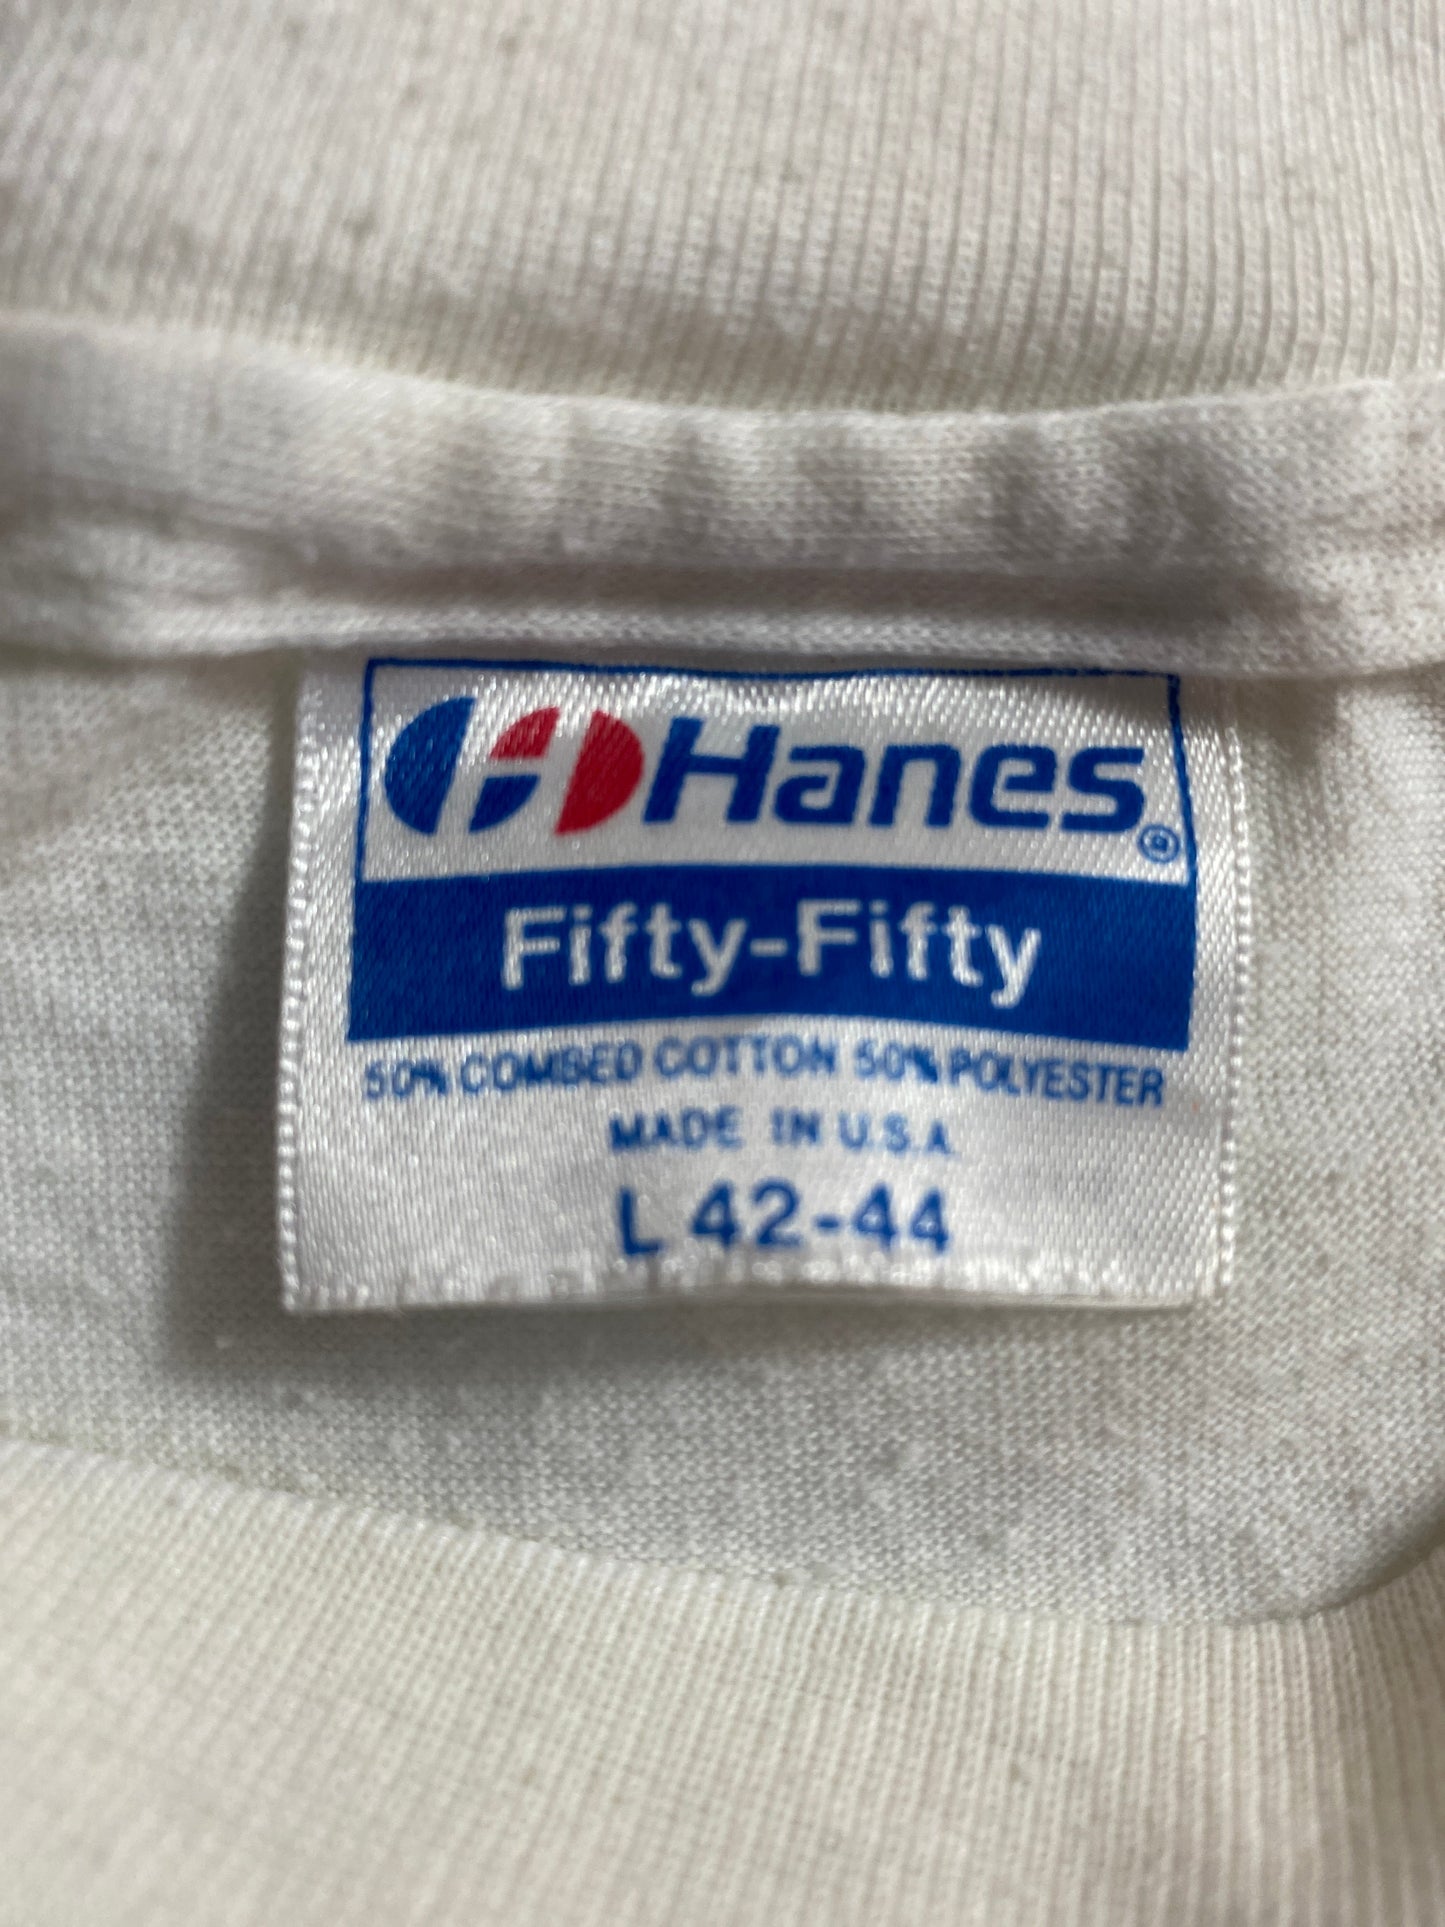 Hanes®
Fifty-Fifty
50% COMBED COTTON 50% POLYESTER
MADE IN U.S.A.
L 42-44